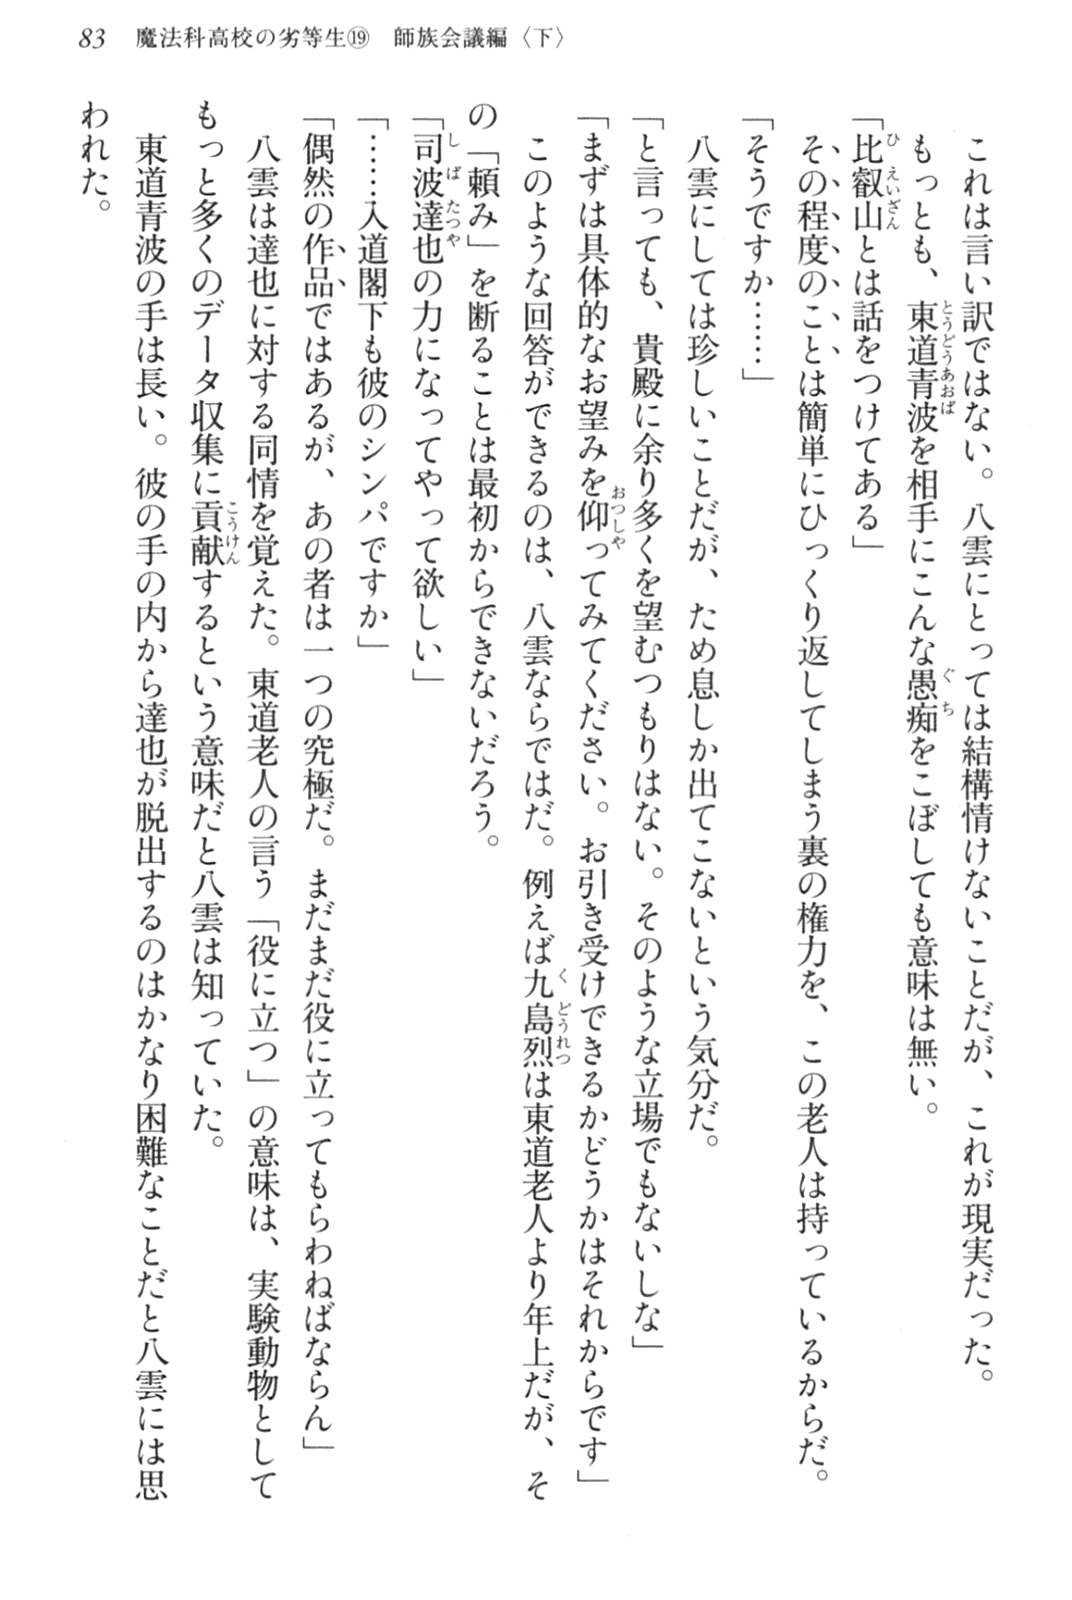 83　魔法科高校の劣等生⑲　師族会議編〈下〉
　これは言い訳ではない。八雲にとっては結構情けないことだが、これが現実だった。
　もっとも、東道青波を相手にこんな愚痴をこぼしても意味は無い。
「比叡山とは話をつけてある」
　その程度のことは簡単にひっくり返してしまう裏の権力を、この老人は持っているからだ。
「そうですか……」
　八雲にしては珍しいことだが、ため息しか出てこないという気分だ。
「と言っても、貴殿に余り多くを望むつもりはない。そのような立場でもないしな」
「まずは具体的なお望みを仰ってみてください。お引き受けできるかどうかはそれからです」
　このような回答ができるのは、八雲ならではだ。例えば九島烈は東道老人より年上だが、そ
の「頼み」を断ることは最初からできないだろう。
「司波達也の力になってやって欲しい」
「……入道閣下も彼のシンパですか」
「偶然の作品ではあるが、あの者は一つの究極だ。まだまだ役に立ってもらわねばならん」
　八雲は達也に対する同情を覚えた。東道老人の言う「役に立つ」の意味は、実験動物として
もっと多くのデータ収集に貢献するという意味だと八雲は知っていた。
　東道青波の手は長い。彼の手の内から達也が脱出するのはかなり困難なことだと八雲には思
われた。